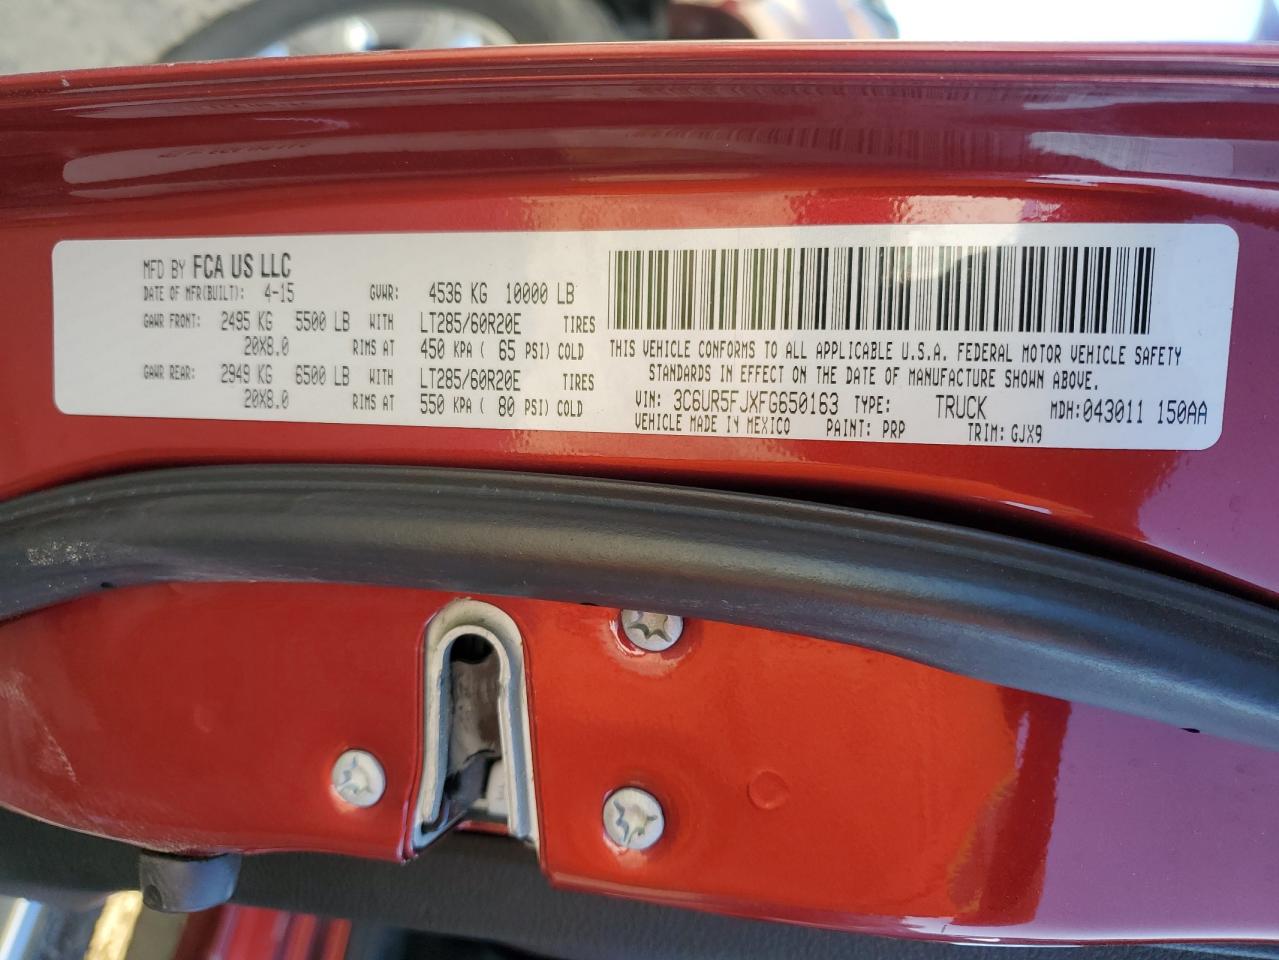 MFD BY FCA US LLC
DATE OF MFR(BUILT): 4-15 GVWR: 4536 KG 10000 LB
GAWR FRONT: 2495 KG 5500 LB WITH LT285/60R20E TIRES
20X8.0 RIMS AT 450 KPA ( 65 PSI) COLD
GAWR REAR: 2949 KG 6500 LB WITH LT285/60R20E TIRES
20X8.0 RIMS AT 550 KPA ( 80 PSI) COLD
THIS VEHICLE CONFORMS TO ALL APPLICABLE U.S.A. FEDERAL MOTOR VEHICLE SAFETY
STANDARDS IN EFFECT ON THE DATE OF MANUFACTURE SHOWN ABOVE.
VIN: 3C6UR5FJXFG650163 TYPE: TRUCK MDH:043011 150AA
VEHICLE MADE IN MEXICO PAINT: PRP TRIM: GJX9